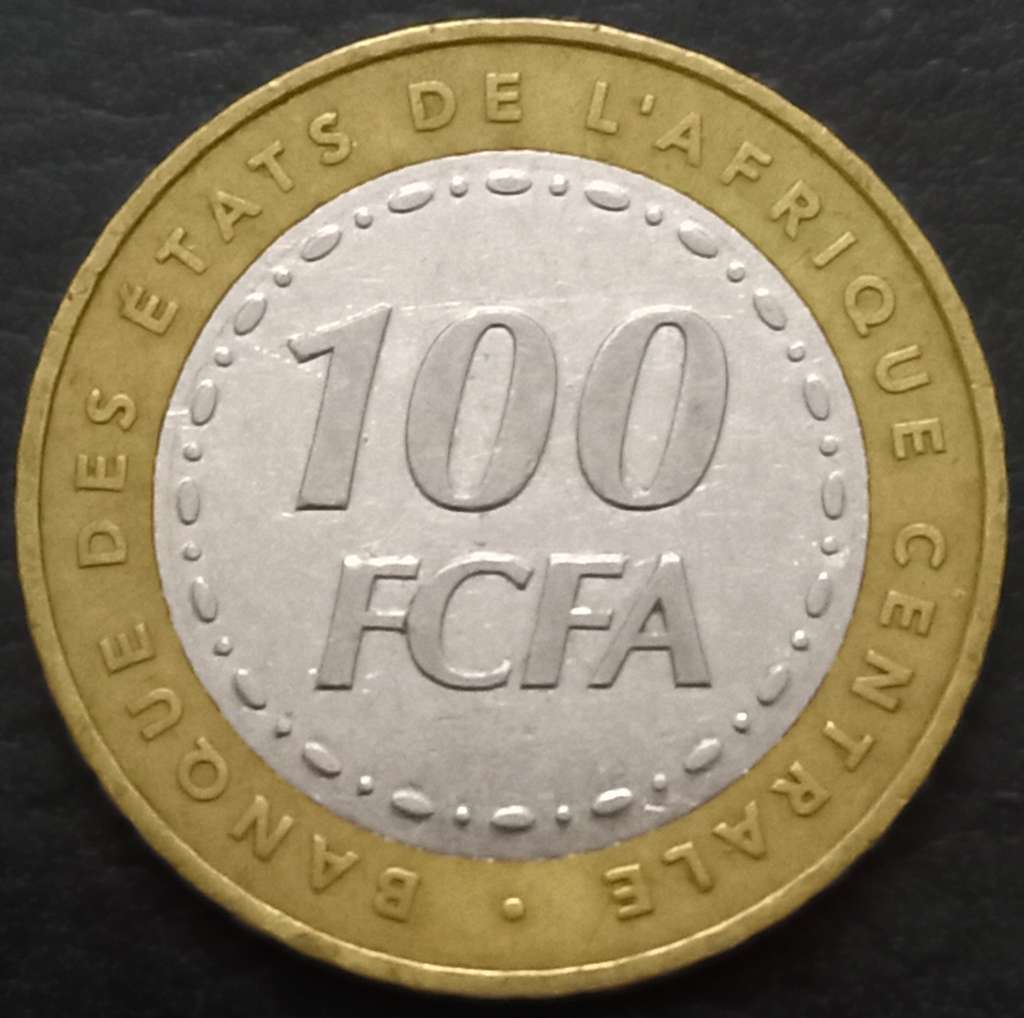 BANQUE DES ÉTATS DE L'AFRIQUE CENTRALE •
100
FCFA